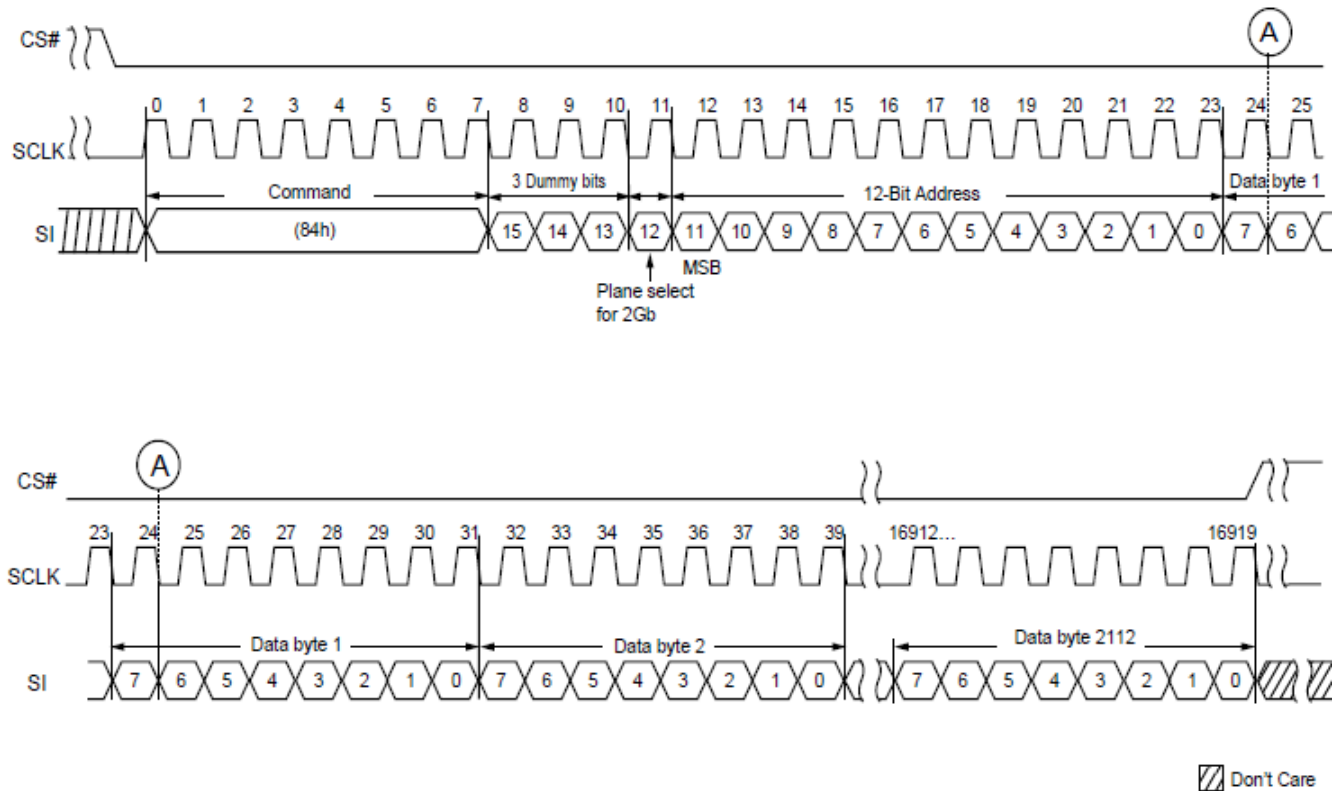 CS#
A
0 1 2 3 4 5 6 7 8 9 10 11 12 13 14 15 16 17 18 19 20 21 22 23 24 25
SCLK
Command 3 Dummy bits 12-Bit Address Data byte 1
SI (84h) 15 14 13 12 11 10 9 8 7 6 5 4 3 2 1 0 7 6
MSB
Plane select
for 2Gb
A
CS#
23 24 25 26 27 28 29 30 31 32 33 34 35 36 37 38 39 16912... 16919
SCLK
Data byte 1 Data byte 2 Data byte 2112
SI 7 6 5 4 3 2 1 0 7 6 5 4 3 2 1 0 7 6 5 4 3 2 1 0
Don't Care